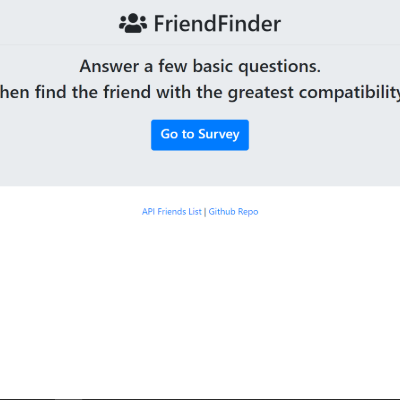 FriendFinder
Answer a few basic questions.
hen find the friend with the greatest compatibility
Go to Survey
API Friends List | Github Repo